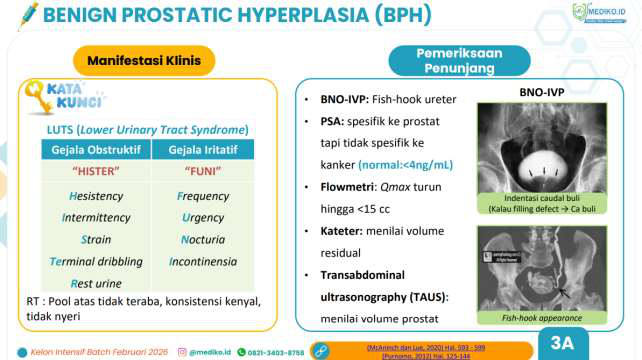 BENIGN PROSTATIC HYPERPLASIA (BPH)
MEDIKO.ID
Manifestasi Klinis
KATA
KUNCI
LUTS (Lower Urinary Tract Syndrome)
Gejala Obstruktif
Gejala Iritatif
“HISTER”
“FUNI”
Hesistency
Frequency
Intermittency
Urgency
Strain
Nocturia
Terminal dribbling
Incontinensia
Rest urine
RT : Pool atas tidak teraba, konsistensi kenyal,
tidak nyeri
Pemeriksaan
Penunjang
• BNO-IVP: Fish-hook ureter
• PSA: spesifik ke prostat
tapi tidak spesifik ke
kanker (normal:<4ng/mL)
• Flowmetri: Qmax turun
hingga <15 cc
• Kateter: menilai volume
residual
• Transabdominal
ultrasonography (TAUS):
menilai volume prostat
BNO-IVP
Indentasi caudal buli
(Kalau filling defect → Ca buli
Fish-hook appearance
3A
Kelon Intensif Batch Februari 2026
@mediko.id
0821-3403-8758
(McAninch dan Lue, 2020) Hal. 593 - 599
(Purnomo, 2012) Hal. 125-144